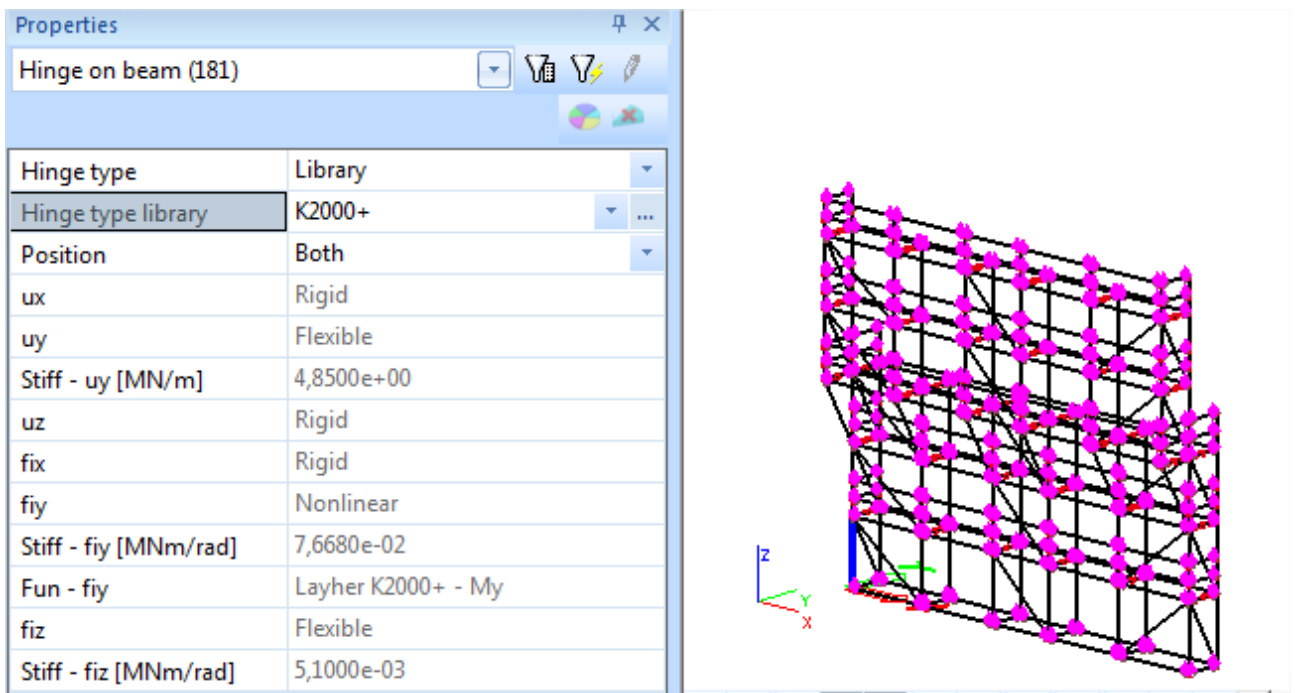 Properties
Hinge on beam (181)
Hinge type Library
Hinge type library K2000+ ...
Position Both
ux Rigid
uy Flexible
Stiff - uy [MN/m] 4,8500e+00
uz Rigid
fix Rigid
fiy Nonlinear
Stiff - fiy [MNm/rad] 7,6680e-02
Fun - fiy Layher K2000+ - My
fiz Flexible
Stiff - fiz [MNm/rad] 5,1000e-03
z
Y
X